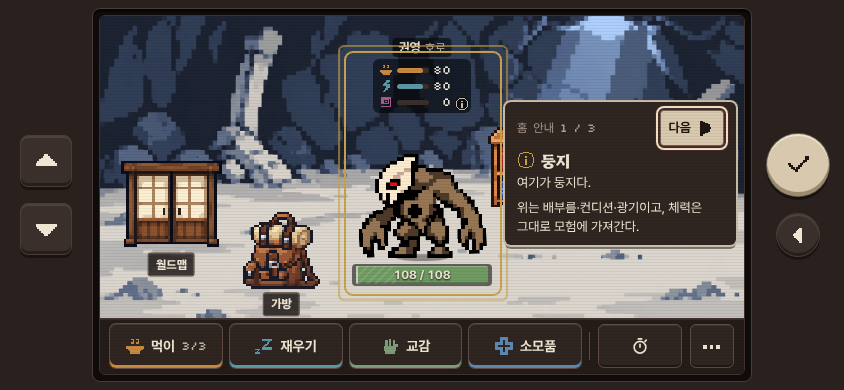 권영 호로
80
80
0
홈 안내 1 / 3
다음
둥지
여기가 둥지다.
위는 배부름·컨디션·광기이고, 체력은
그대로 모험에 가져간다.
월드맵
가방
108 / 108
먹이 3/3
재우기
교감
소모품